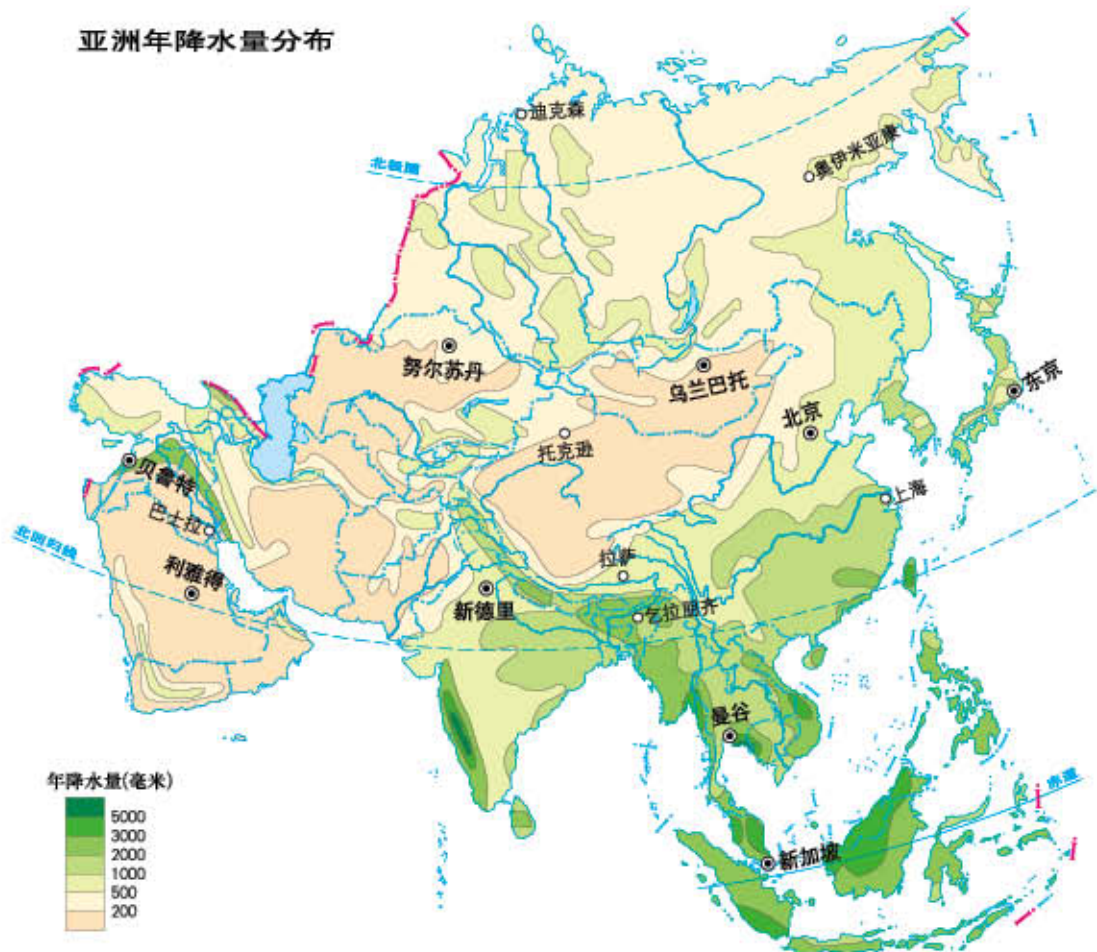 亚洲年降水量分布
迪克森
北极圈
奥伊米亚康
努尔苏丹
乌兰巴托
东京
北京
托克逊
贝鲁特
上海
巴士拉
北回归线
拉萨
利雅得
新德里
乞拉朋齐
曼谷
年降水量(毫米)
5000
3000
2000
1000
500
200
赤道
新加坡